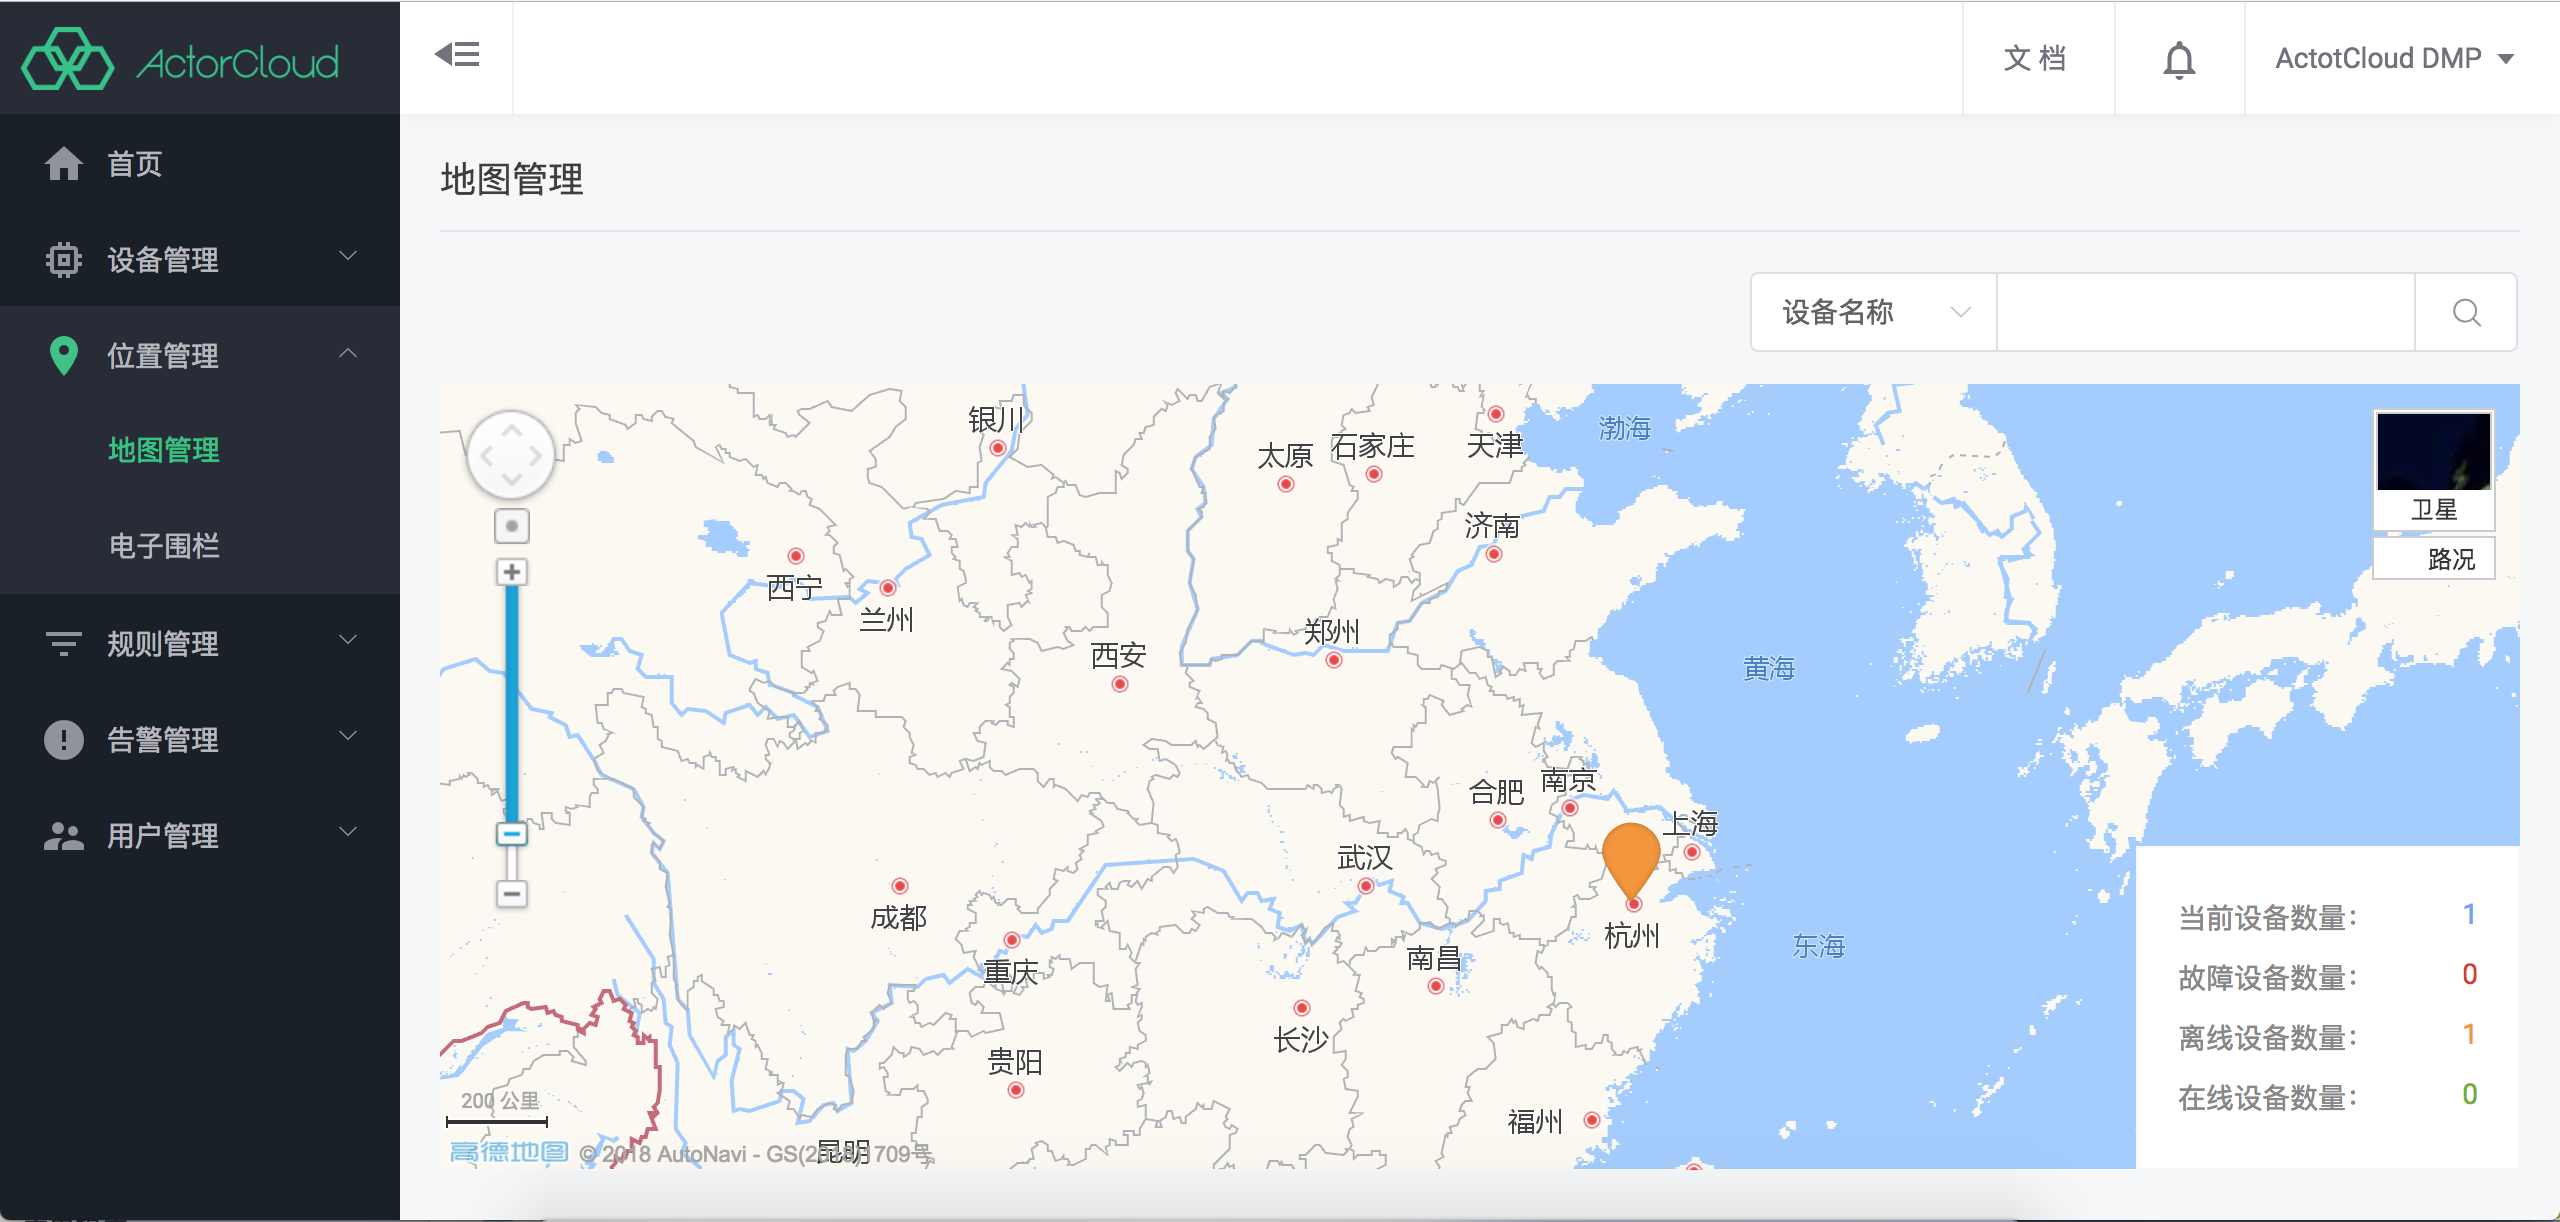 ActorCloud
文 档
ActotCloud DMP
首页
设备管理
位置管理
地图管理
电子围栏
规则管理
告警管理
用户管理
地图管理
设备名称
银川
太原
石家庄
天津
渤海
卫星
路况
济南
西宁
兰州
郑州
西安
黄海
合肥
南京
上海
武汉
成都
杭州
东海
南昌
重庆
长沙
贵阳
福州
昆明
200 公里
高德地图
© 2018 AutoNavi - GS(201 1709号
当前设备数量： 1
故障设备数量： 0
离线设备数量： 1
在线设备数量： 0